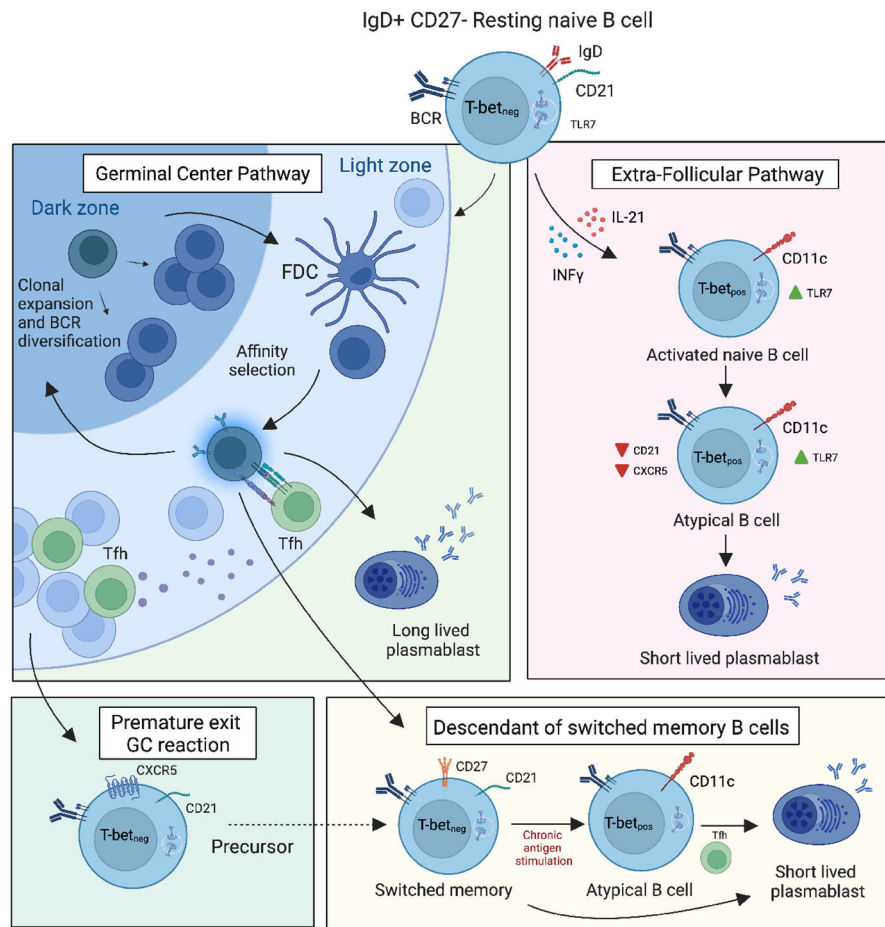 IgD+ CD27- Resting naive B cell
IgD
CD21
BCR
T-betneg
TLR7
Germinal Center Pathway
Light zone
Dark zone
FDC
Clonal
expansion
and BCR
diversification
Affinity
selection
Tfh
Tfh
Long lived
plasmablast
Extra-Follicular Pathway
IL-21
INFγ
CD11c
T-betpos
TLR7
Activated naive B cell
CD11c
CD21
CXCR5
T-betpos
TLR7
Atypical B cell
Short lived plasmablast
Premature exit
GC reaction
CXCR5
CD21
T-betneg
Precursor
Descendant of switched memory B cells
CD27
CD21
T-betneg
Switched memory
Chronic
antigen
stimulation
CD11c
T-betpos
Atypical B cell
Tfh
Short lived
plasmablast